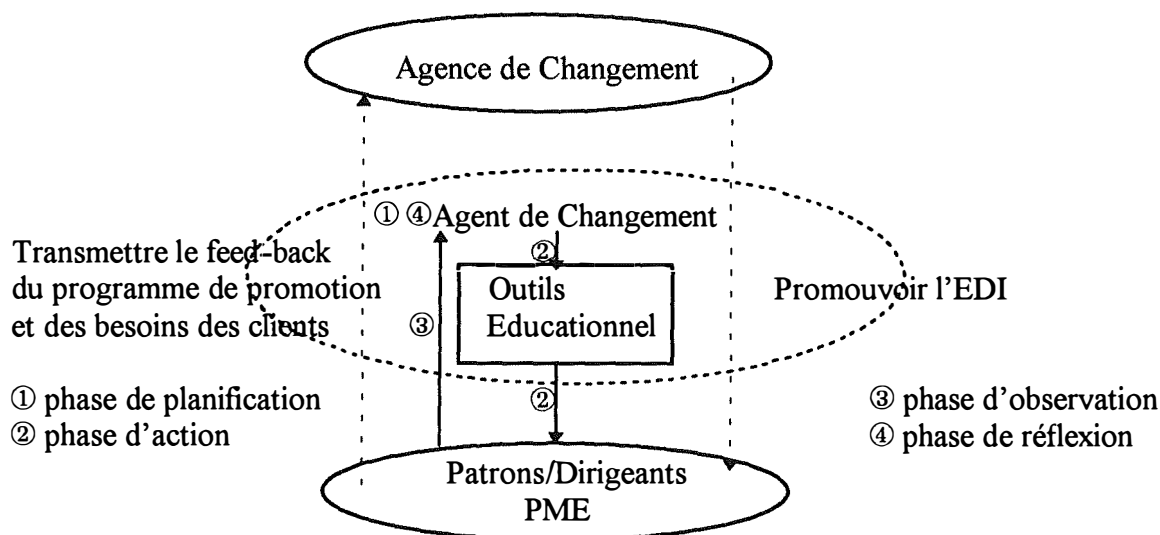 Agence de Changement
① ④Agent de Changement
②
Transmettre le feed-back
du programme de promotion
et des besoins des clients
Outils
Educationnel
③
Promouvoir l'EDI
① phase de planification
② phase d'action
②
③ phase d'observation
④ phase de réflexion
Patrons/Dirigeants
PME